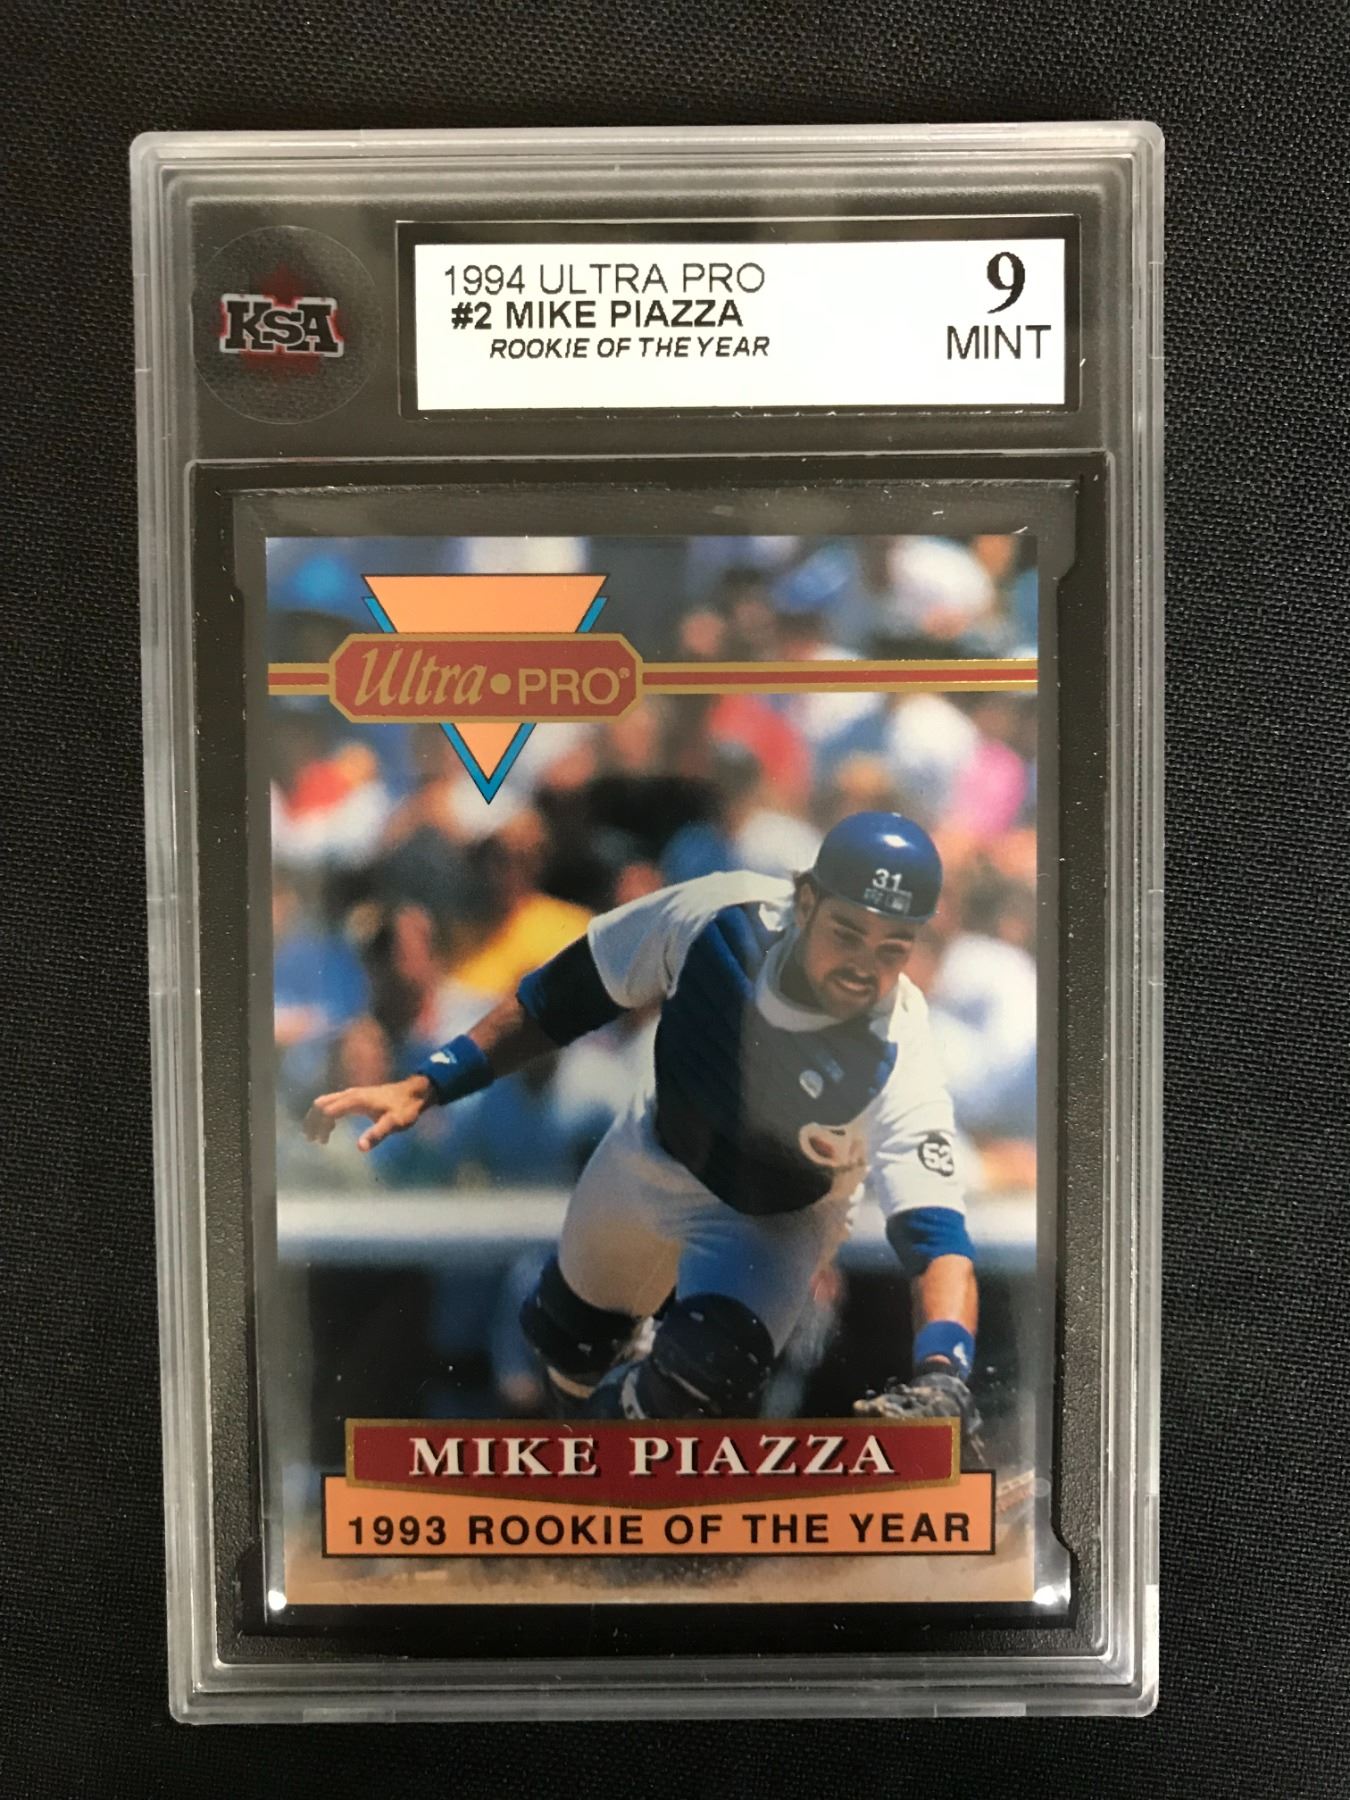 KSA
1994 ULTRA PRO
#2 MIKE PIAZZA
ROOKIE OF THE YEAR
9
MINT
Ultra•PRO®
31
52
MIKE PIAZZA
1993 ROOKIE OF THE YEAR